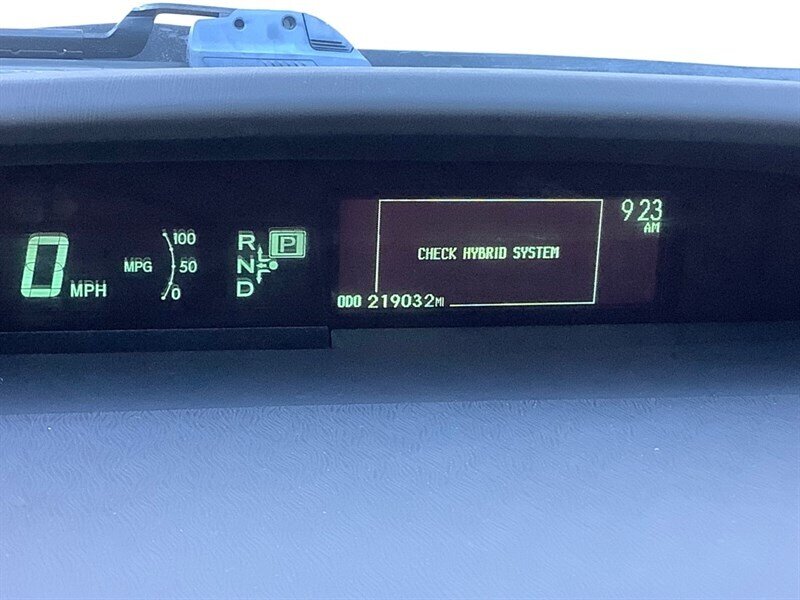 0 MPH
MPG
100
50
0
R
N
D
P
CHECK HYBRID SYSTEM
ODO 219032MI
9 23
AM